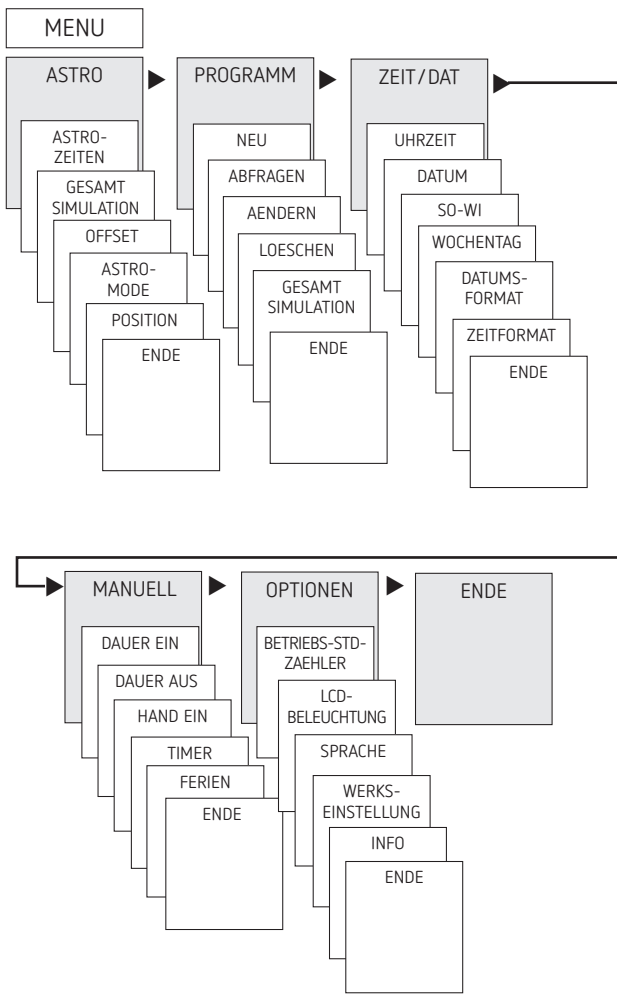 MENU
ASTRO
ASTRO-
ZEITEN
GESAMT
SIMULATION
OFFSET
ASTRO-
MODE
POSITION
ENDE
PROGRAMM
NEU
ABFRAGEN
AENDERN
LOESCHEN
GESAMT
SIMULATION
ENDE
ZEIT/DAT
UHRZEIT
DATUM
SO-WI
WOCHENTAG
DATUMS-
FORMAT
ZEITFORMAT
ENDE
MANUELL
DAUER EIN
DAUER AUS
HAND EIN
TIMER
FERIEN
ENDE
OPTIONEN
BETRIEBS-STD-
ZAEHLER
LCD-
BELEUCHTUNG
SPRACHE
WERKS-
EINSTELLUNG
INFO
ENDE
ENDE